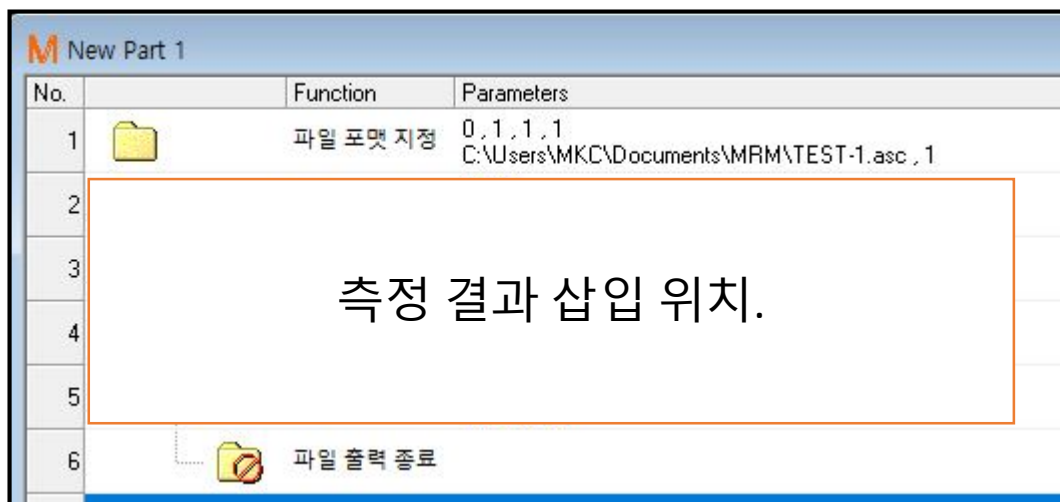 M New Part 1
No. Function Parameters
1 파일 포맷 지정 0 , 1 , 1 , 1
C:\Users\MKC\Documents\MRM\TEST-1.asc , 1
2
3
측정 결과 삽입 위치.
4
5
6 파일 출력 종료